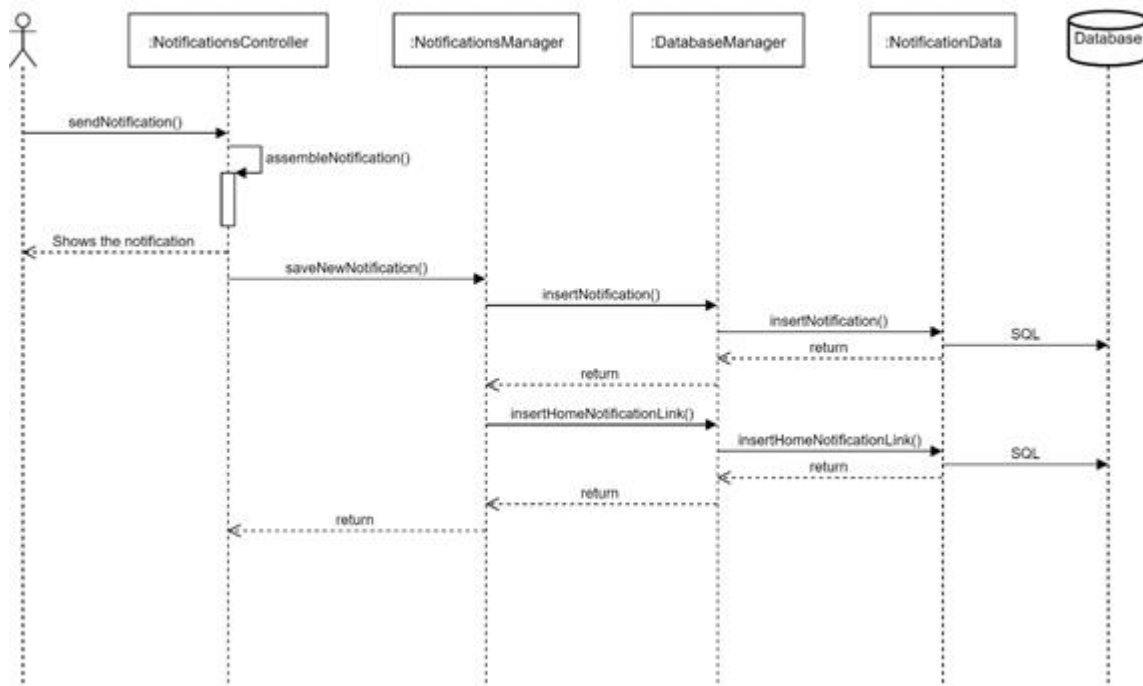 :NotificationsController
:NotificationsManager
:DatabaseManager
:NotificationData
Database
sendNotification()
assembleNotification()
Shows the notification
saveNewNotification()
insertNotification()
insertNotification()
SQL
return
return
insertHomeNotificationLink()
insertHomeNotificationLink()
SQL
return
return
return